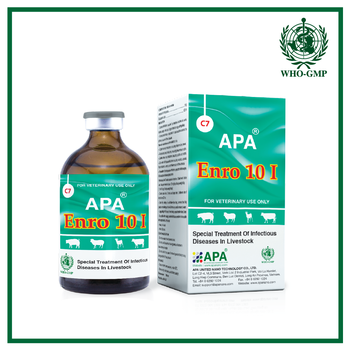 WHO-GMP
C7
APA®
Enro 10 I
FOR VETERINARY USE ONLY
Special Treatment Of Infectious
Diseases In Livestock
APA®
APA UNITED NANO TECHNOLOGY CO., LTD.
C7
FOR VETERINARY USE ONLY
APA®
Enro 10 I
Special Treatment Of Infectious
Diseases In Livestock